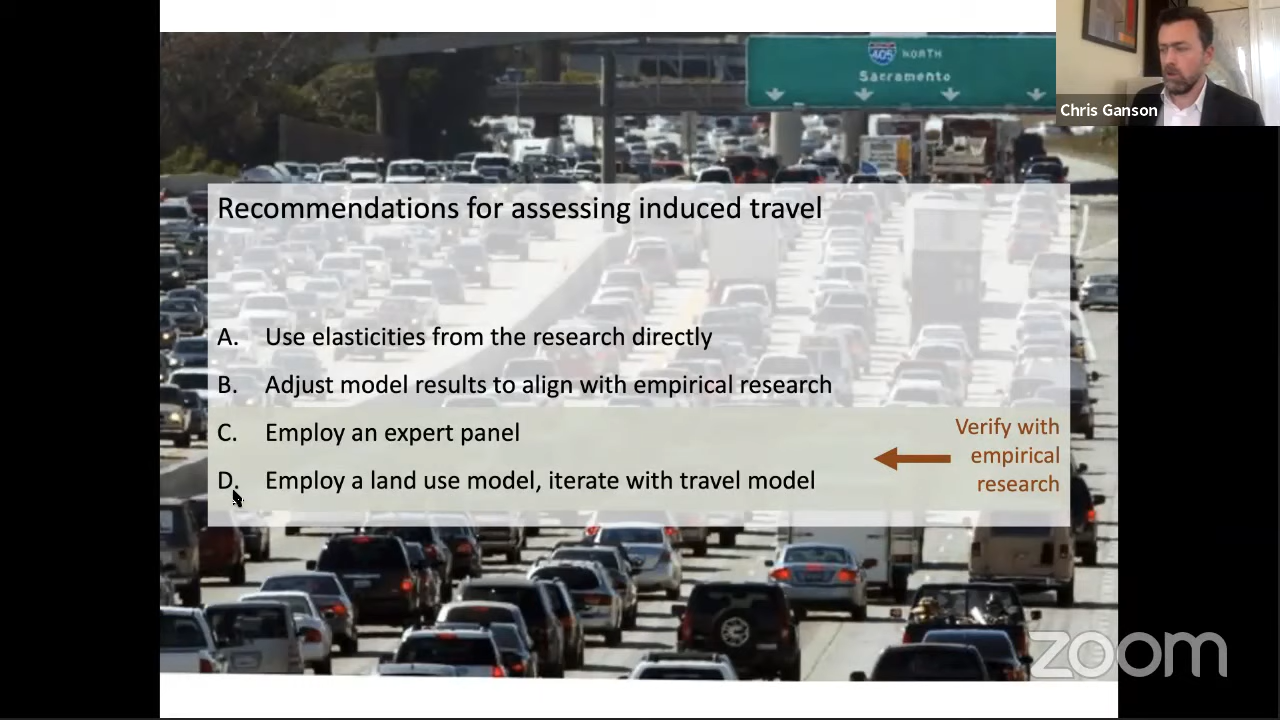 405 NORTH
Sacramento
Chris Ganson
Recommendations for assessing induced travel
A. Use elasticities from the research directly
B. Adjust model results to align with empirical research
C. Employ an expert panel
D. Employ a land use model, iterate with travel model
Verify with
empirical
research
zoom